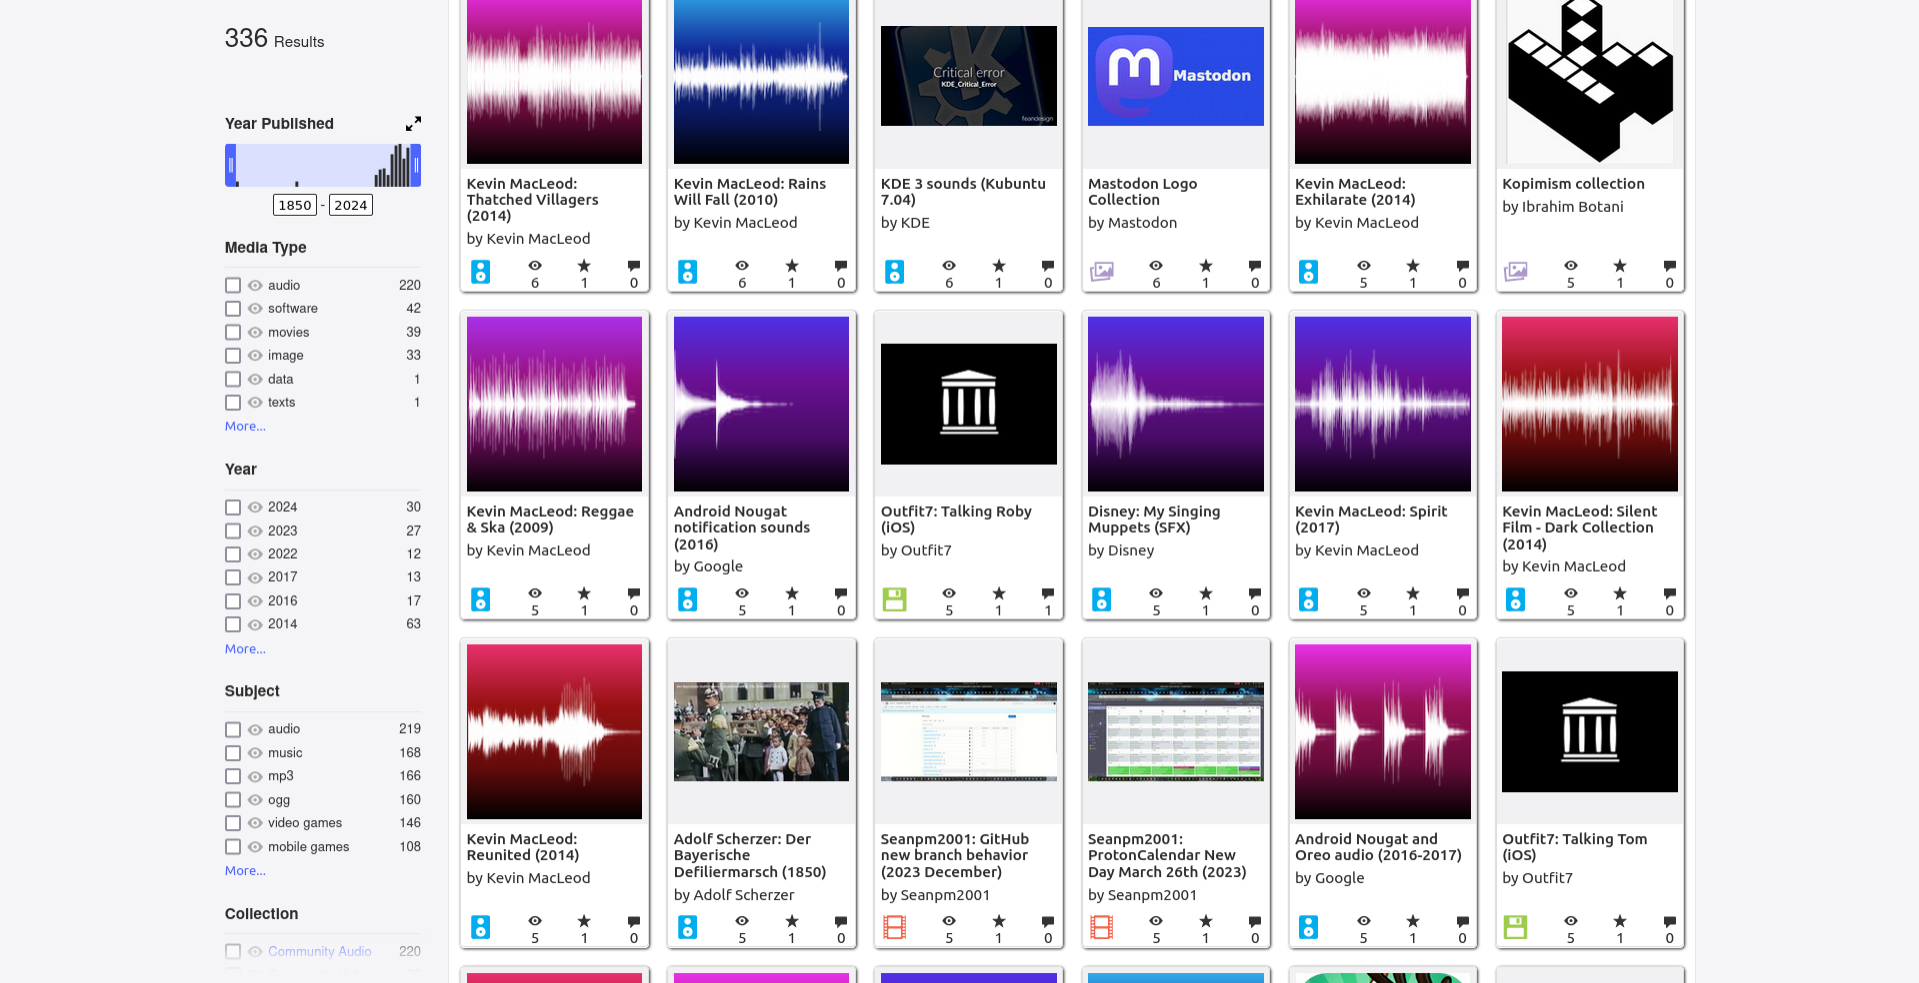 336 Results
Year Published
1850 - 2024
Media Type
audio 220
software 42
movies 39
image 33
data 1
texts 1
More...
Year
2024 30
2023 27
2022 12
2017 13
2016 17
2014 63
More...
Subject
audio 219
music 168
mp3 166
ogg 160
video games 146
mobile games 108
More...
Collection
Community Audio 220
Kevin MacLeod:
Thatched Villagers
(2014)
by Kevin MacLeod
6 1 0
Kevin MacLeod: Rains
Will Fall (2010)
by Kevin MacLeod
6 1 0
Critical error
KDE_Critical_Error
feandesign
KDE 3 sounds (Kubuntu
7.04)
by KDE
6 1 0
Mastodon
Mastodon Logo
Collection
by Mastodon
6 1 0
Kevin MacLeod:
Exhilarate (2014)
by Kevin MacLeod
5 1 0
Kopimism collection
by Ibrahim Botani
5 1 0
Kevin MacLeod: Reggae
& Ska (2009)
by Kevin MacLeod
5 1 0
Android Nougat
notification sounds
(2016)
by Google
5 1 0
Outfit7: Talking Roby
(iOS)
by Outfit7
5 1 1
Disney: My Singing
Muppets (SFX)
by Disney
5 1 0
Kevin MacLeod: Spirit
(2017)
by Kevin MacLeod
5 1 0
Kevin MacLeod: Silent
Film - Dark Collection
(2014)
by Kevin MacLeod
5 1 0
Kevin MacLeod:
Reunited (2014)
by Kevin MacLeod
5 1 0
Adolf Scherzer: Der
Bayerische
Defiliermarsch (1850)
by Adolf Scherzer
5 1 0
Seanpm2001: GitHub
new branch behavior
(2023 December)
by Seanpm2001
5 1 0
Seanpm2001:
ProtonCalendar New
Day March 26th (2023)
by Seanpm2001
5 1 0
Android Nougat and
Oreo audio (2016-2017)
by Google
5 1 0
Outfit7: Talking Tom
(iOS)
by Outfit7
5 1 0